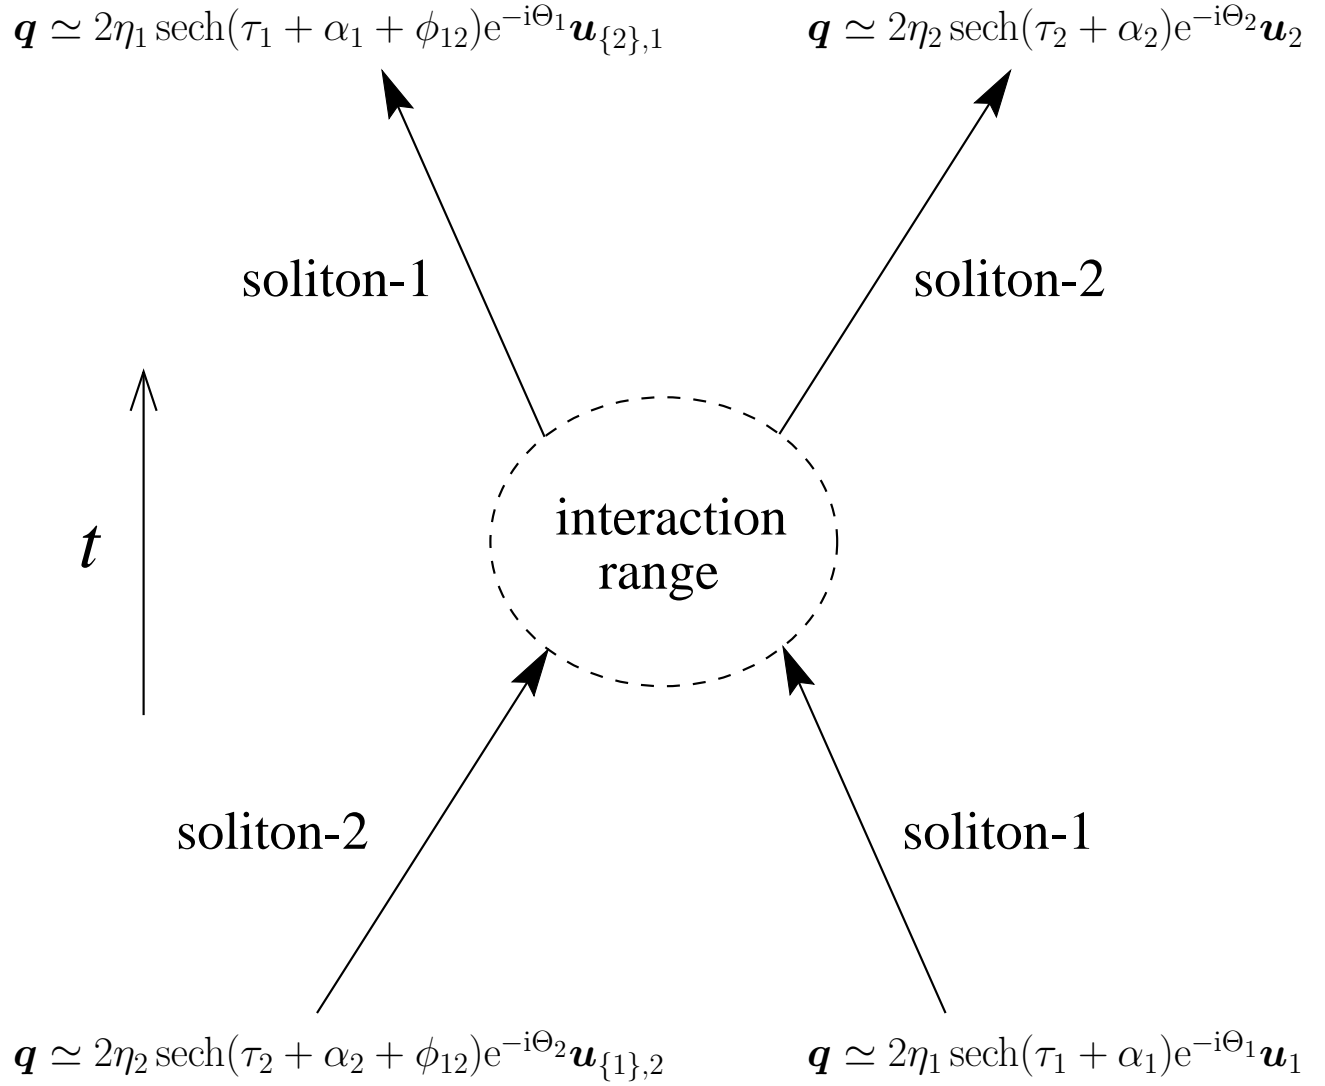 q ≃ 2η₁ sech(τ₁ + α₁ + ϕ₁₂)e^{−iΘ₁}u_{{2},1}
q ≃ 2η₂ sech(τ₂ + α₂)e^{−iΘ₂}u₂
soliton-1
soliton-2
t
interaction
range
soliton-2
soliton-1
q ≃ 2η₂ sech(τ₂ + α₂ + ϕ₁₂)e^{−iΘ₂}u_{{1},2}
q ≃ 2η₁ sech(τ₁ + α₁)e^{−iΘ₁}u₁